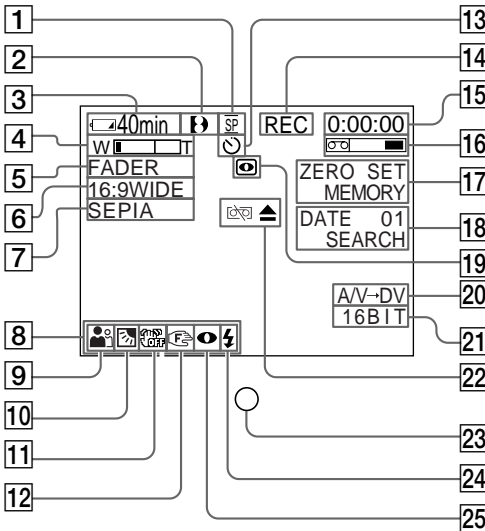 1
2
3
4
5
6
7
8
9
10
11
12
13
14
15
16
17
18
19
20
21
22
23
24
25
40min SP REC 0:00:00
W T
FADER
16:9WIDE
SEPIA
ZERO SET
MEMORY
DATE 01
SEARCH
A/V→DV
16BIT
OFF
F